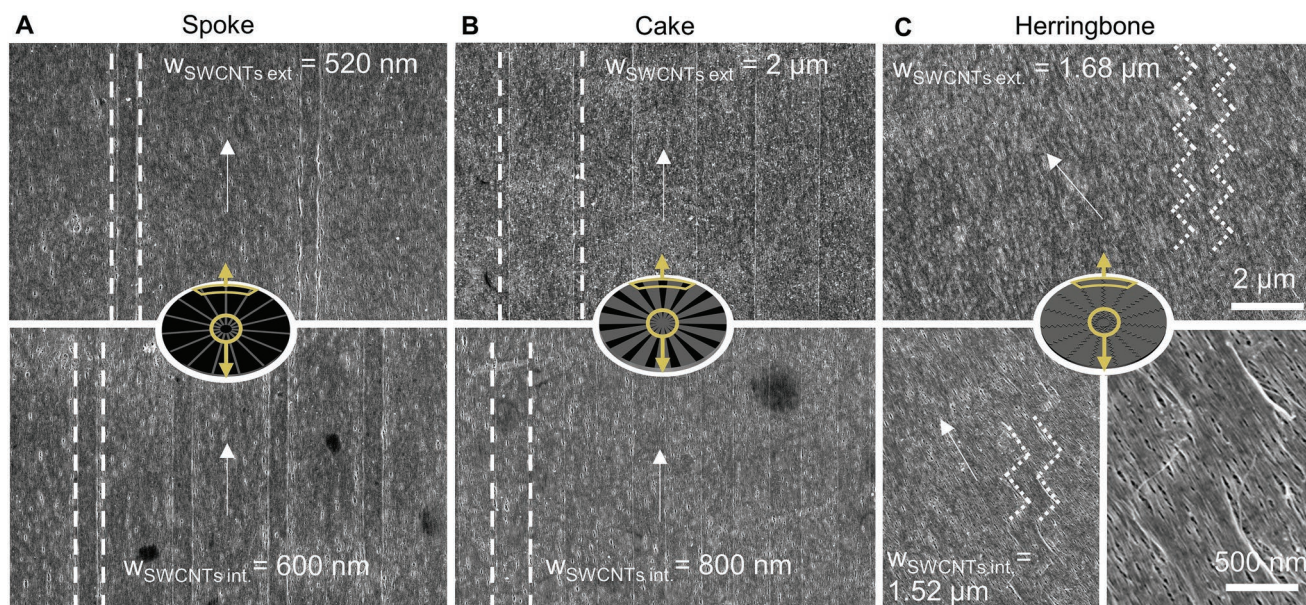 A Spoke
B Cake
C Herringbone
wSWCNTs ext = 520 nm
wSWCNTs ext = 2 µm
wSWCNTs ext. = 1.68 µm
2 µm
wSWCNTs int. = 600 nm
wSWCNTs int. = 800 nm
wSWCNTs int. =
1.52 µm
500 nm